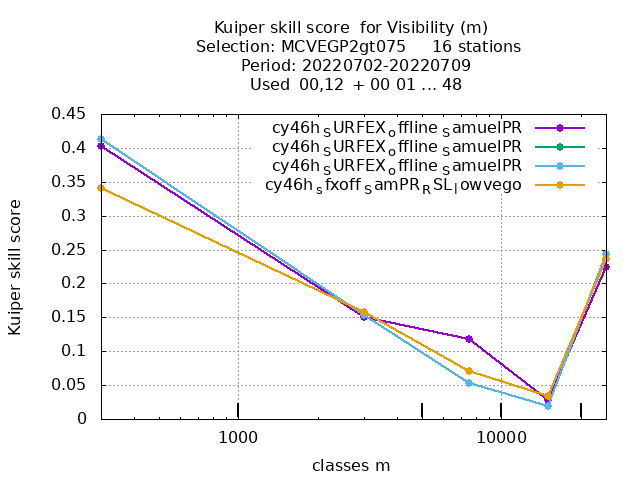 Kuiper skill score for Visibility (m)
Selection: MCVEGP2gt075 16 stations
Period: 20220702-20220709
Used 00,12 + 00 01 ... 48
cy46h_SURFEX_offline_SamuelPR
cy46h_SURFEX_offline_SamuelPR
cy46h_SURFEX_offline_SamuelPR
cy46h_sfxoff_SamPR_RSL_lowvego
0.45
0.4
0.35
0.3
0.25
0.2
0.15
0.1
0.05
0
Kuiper skill score
1000 10000
classes m